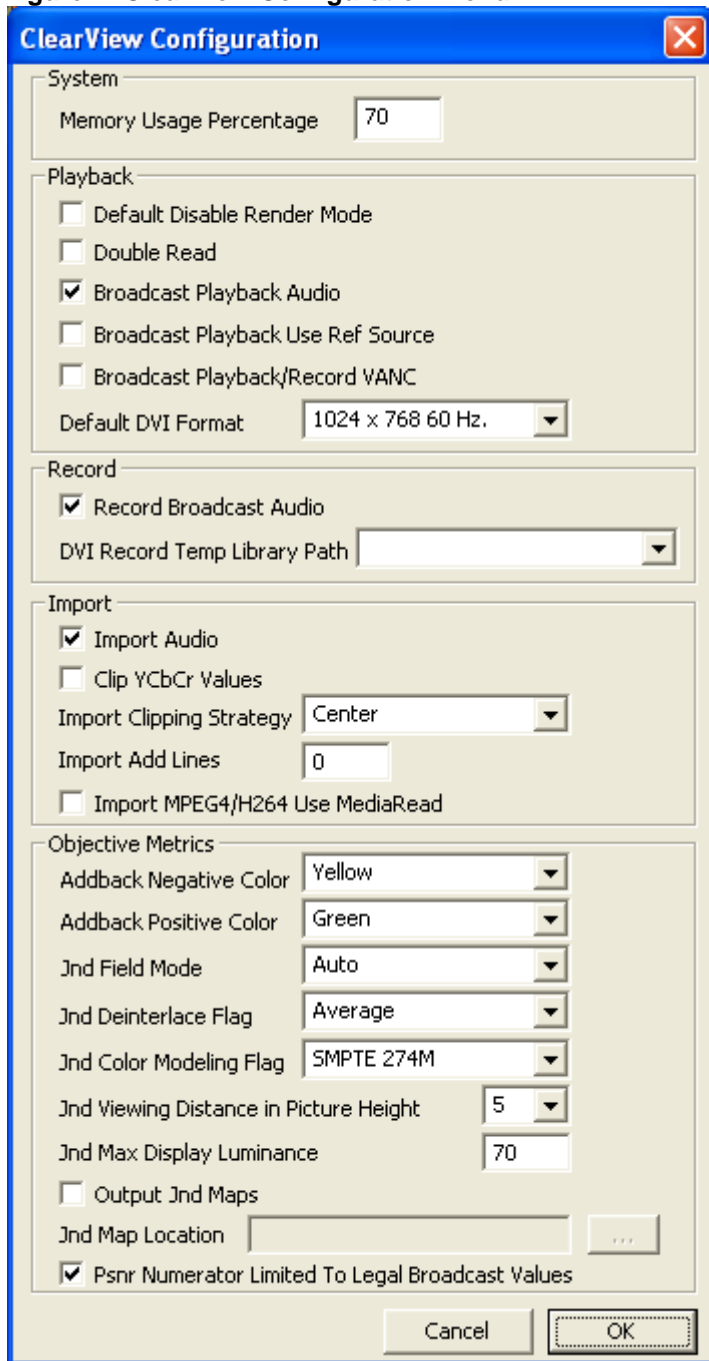 ClearView Configuration
System
Memory Usage Percentage 70
Playback
Default Disable Render Mode
Double Read
Broadcast Playback Audio
Broadcast Playback Use Ref Source
Broadcast Playback/Record VANC
Default DVI Format 1024 x 768 60 Hz.
Record
Record Broadcast Audio
DVI Record Temp Library Path
Import
Import Audio
Clip YCbCr Values
Import Clipping Strategy Center
Import Add Lines 0
Import MPEG4/H264 Use MediaRead
Objective Metrics
Addback Negative Color Yellow
Addback Positive Color Green
Jnd Field Mode Auto
Jnd Deinterlace Flag Average
Jnd Color Modeling Flag SMPTE 274M
Jnd Viewing Distance in Picture Height 5
Jnd Max Display Luminance 70
Output Jnd Maps
Jnd Map Location ...
Psnr Numerator Limited To Legal Broadcast Values
Cancel OK